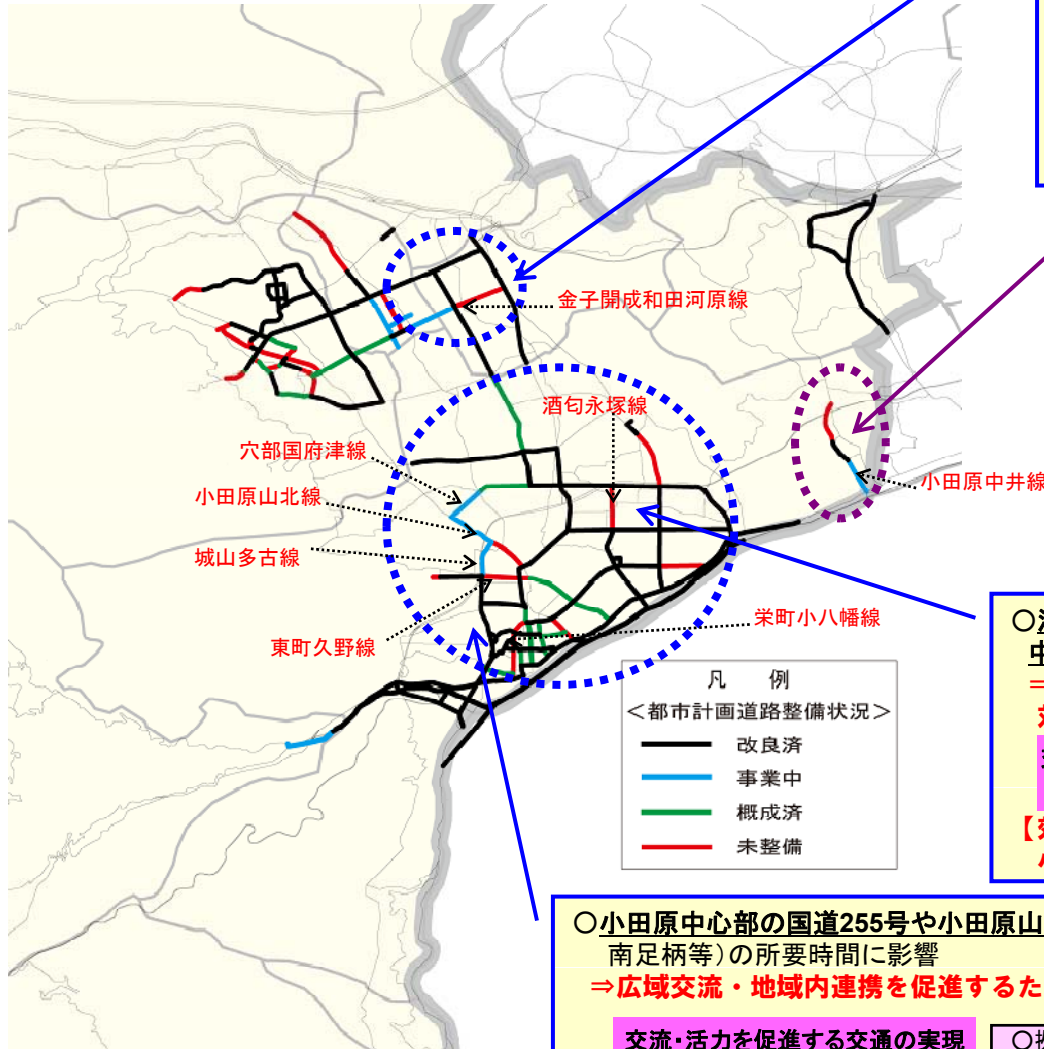 金子開成和田河原線
酒匂永塚線
穴部国府津線
小田原山北線
小田原中井線
城山多古線
東町久野線
栄町小八幡線
凡　例
＜都市計画道路整備状況＞
改良済
事業中
概成済
未整備
○
⇒
【
○小田原中心部の国道255号や小田原山
南足柄等）の所要時間に影響
⇒広域交流・地域内連携を促進するた
交流・活力を促進する交通の実現
○